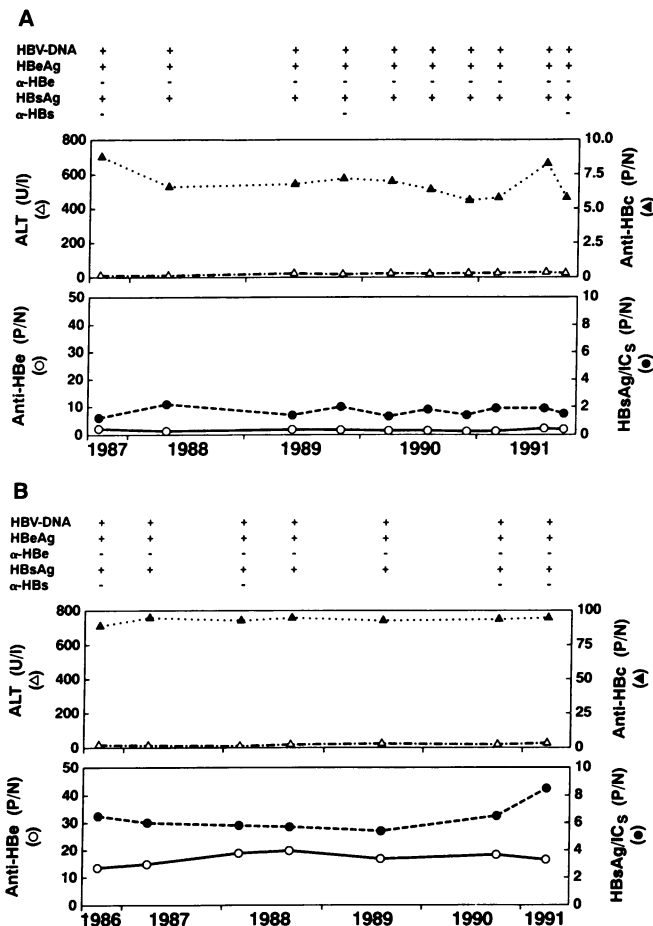 A
HBV-DNA + + + + + + + + + +
HBeAg + + + + + + + + + +
α-HBe - - - - - - - - - -
HBsAg + + + + + + + + + +
α-HBs - - -
800 10.0
600 7.5
400 5.0
200 2.5
0 0
ALT (U/l)
(△)
Anti-HBc (P/N)
(▲)
50 10
40 8
30 6
20 4
10 2
0 0
Anti-HBe (P/N)
(○)
HBsAg/ICs (P/N)
(●)
1987 1988 1989 1990 1991
B
HBV-DNA + + + + + + +
HBeAg + + + + + + +
α-HBe - - - - - - -
HBsAg + + + + + + +
α-HBs - - - -
800 100
600 75
400 50
200 25
0 0
ALT (U/l)
(△)
Anti-HBc (P/N)
(▲)
50 10
40 8
30 6
20 4
10 2
0 0
Anti-HBe (P/N)
(○)
HBsAg/ICs (P/N)
(●)
1986 1987 1988 1989 1990 1991